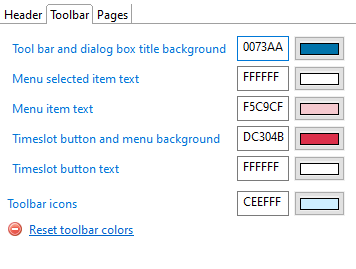 Header Toolbar Pages
Tool bar and dialog box title background 0073AA
Menu selected item text FFFFFF
Menu item text F5C9CF
Timeslot button and menu background DC304B
Timeslot button text FFFFFF
Toolbar icons CEEFFF
Reset toolbar colors